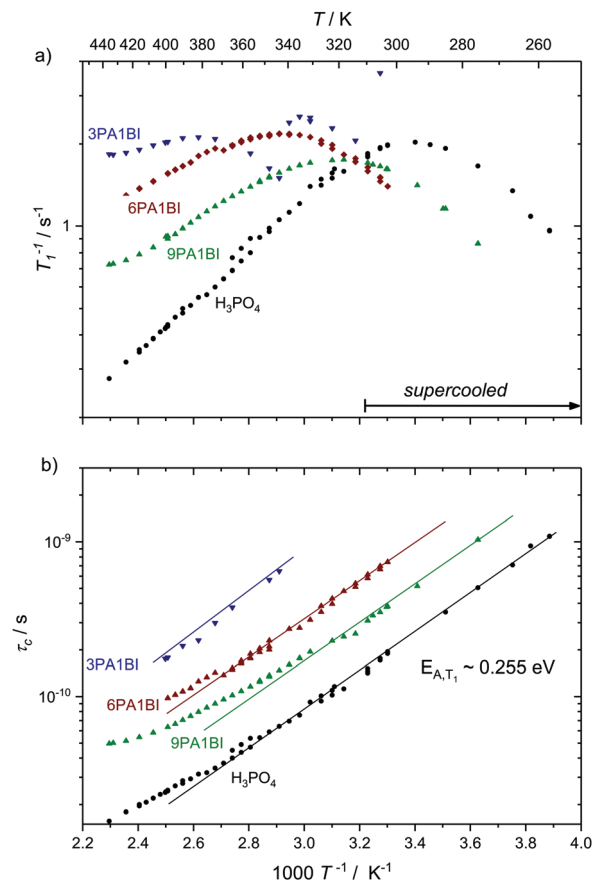 T / K
440 420 400 380 360 340 320 300 280 260
a)
3PA1BI
6PA1BI
9PA1BI
H₃PO₄
1
T₁⁻¹ / s⁻¹
supercooled
b)
10⁻⁹
τc / s
3PA1BI
E_A,T₁ ~ 0.255 eV
10⁻¹⁰
6PA1BI
9PA1BI
H₃PO₄
2.2 2.4 2.6 2.8 3.0 3.2 3.4 3.6 3.8 4.0
1000 T⁻¹ / K⁻¹